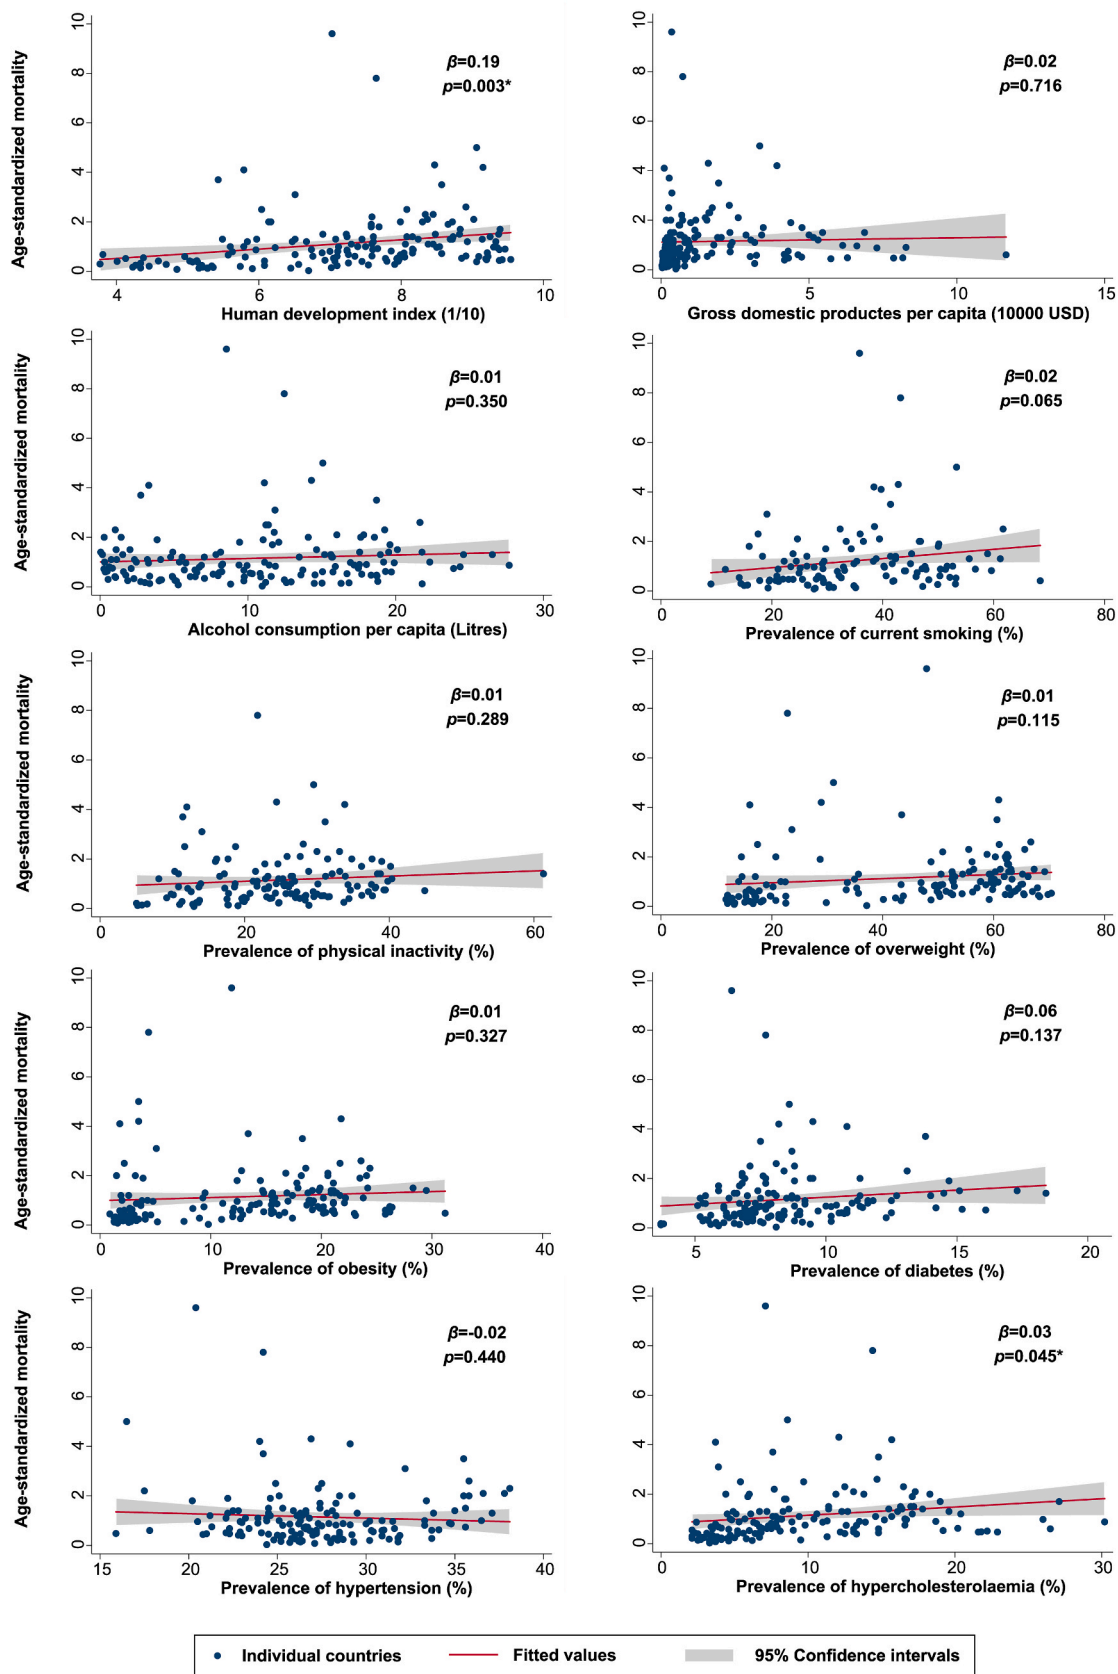 Age-standardized mortality
0 2 4 6 8 10
β=0.19
p=0.003*
4 6 8 10
Human development index (1/10)
0 2 4 6 8 10
β=0.02
p=0.716
0 5 10 15
Gross domestic productes per capita (10000 USD)
Age-standardized mortality
0 2 4 6 8 10
β=0.01
p=0.350
0 10 20 30
Alcohol consumption per capita (Litres)
0 2 4 6 8 10
β=0.02
p=0.065
0 20 40 60 80
Prevalence of current smoking (%)
Age-standardized mortality
0 2 4 6 8 10
β=0.01
p=0.289
0 20 40 60
Prevalence of physical inactivity (%)
0 2 4 6 8 10
β=0.01
p=0.115
0 20 40 60 80
Prevalence of overweight (%)
Age-standardized mortality
0 2 4 6 8 10
β=0.01
p=0.327
0 10 20 30 40
Prevalence of obesity (%)
0 2 4 6 8 10
β=0.06
p=0.137
5 10 15 20
Prevalence of diabetes (%)
Age-standardized mortality
0 2 4 6 8 10
β=-0.02
p=0.440
15 20 25 30 35 40
Prevalence of hypertension (%)
0 2 4 6 8 10
β=0.03
p=0.045*
0 10 20 30
Prevalence of hypercholesterolaemia (%)
Individual countries
Fitted values
95% Confidence intervals